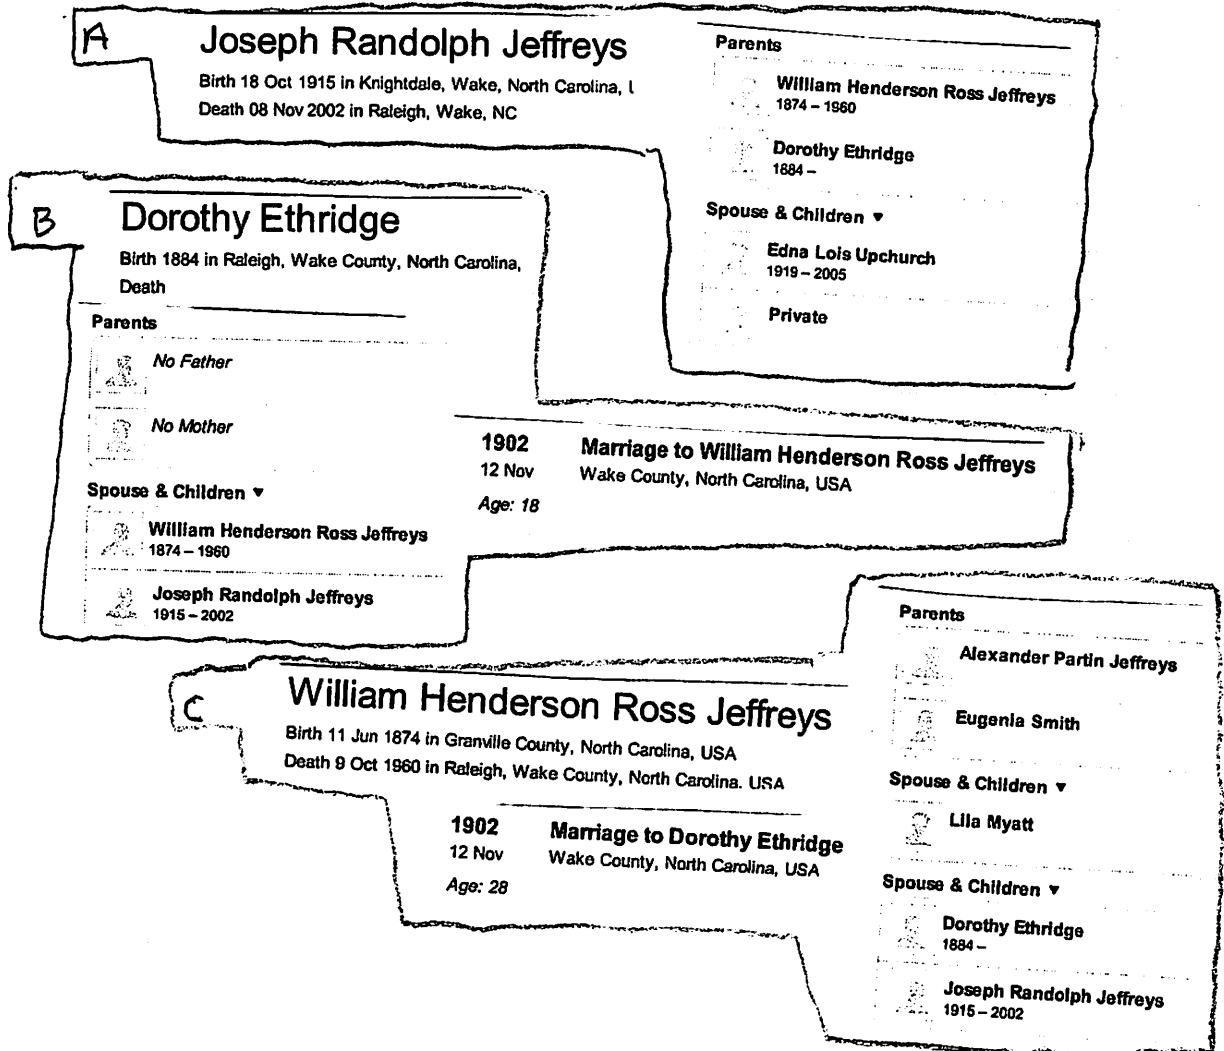 A
Joseph Randolph Jeffreys
Birth 18 Oct 1915 in Knightdale, Wake, North Carolina,
Death 08 Nov 2002 in Raleigh, Wake, NC
Parents
William Henderson Ross Jeffreys
1874 – 1960
Dorothy Ethridge
1884 –
Spouse & Children ▼
Edna Lois Upchurch
1919 – 2005
Private
B
Dorothy Ethridge
Birth 1884 in Raleigh, Wake County, North Carolina,
Death
Parents
No Father
No Mother
Spouse & Children ▼
William Henderson Ross Jeffreys
1874 – 1960
Joseph Randolph Jeffreys
1915 – 2002
1902 Marriage to William Henderson Ross Jeffreys
12 Nov Wake County, North Carolina, USA
Age: 18
C
William Henderson Ross Jeffreys
Birth 11 Jun 1874 in Granville County, North Carolina, USA
Death 9 Oct 1960 in Raleigh, Wake County, North Carolina. USA
1902 Marriage to Dorothy Ethridge
12 Nov Wake County, North Carolina, USA
Age: 28
Parents
Alexander Partin Jeffreys
Eugenia Smith
Spouse & Children ▼
Lila Myatt
Spouse & Children ▼
Dorothy Ethridge
1884 –
Joseph Randolph Jeffreys
1915 – 2002